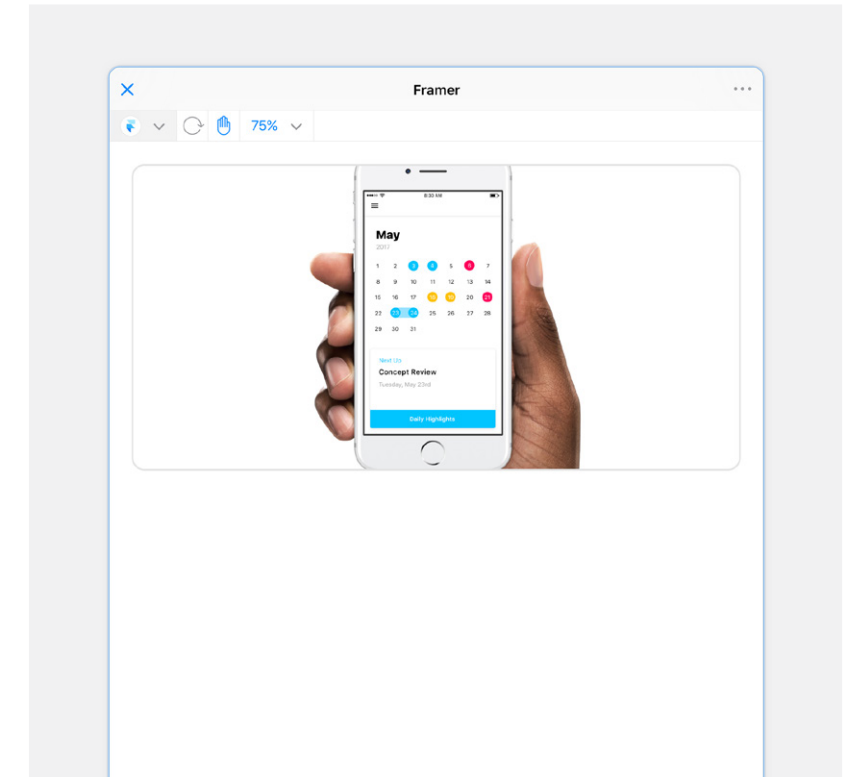 Framer
75%
8:30 AM
May
2017
1 2 3 4 5 6 7
8 9 10 11 12 13 14
15 16 17 18 19 20 21
22 23 24 25 26 27 28
29 30 31
Next Up
Concept Review
Tuesday, May 23rd
Daily Highlights